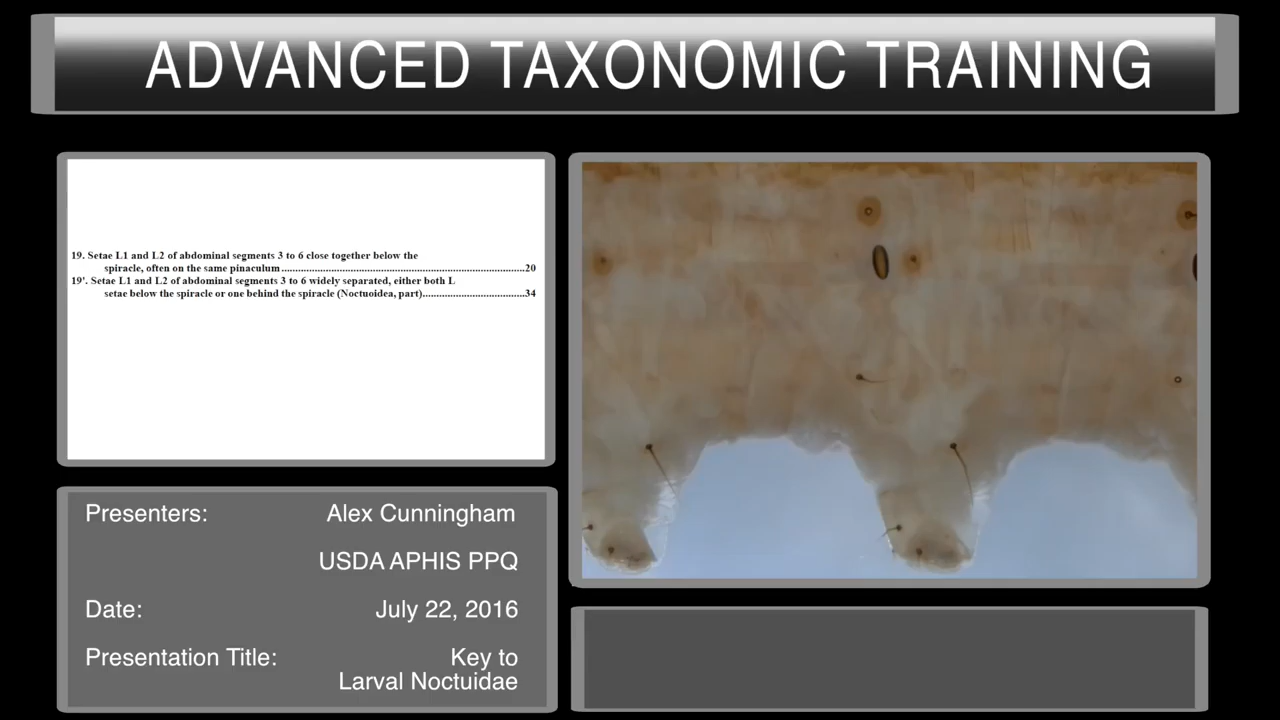 ADVANCED TAXONOMIC TRAINING
19. Setae L1 and L2 of abdominal segments 3 to 6 close together below the
spiracle, often on the same pinaculum..........................................................................................20
19'. Setae L1 and L2 of abdominal segments 3 to 6 widely separated, either both L
setae below the spiracle or one behind the spiracle (Noctuoidea, part).....................................34
Presenters: Alex Cunningham
USDA APHIS PPQ
Date: July 22, 2016
Presentation Title: Key to
Larval Noctuidae